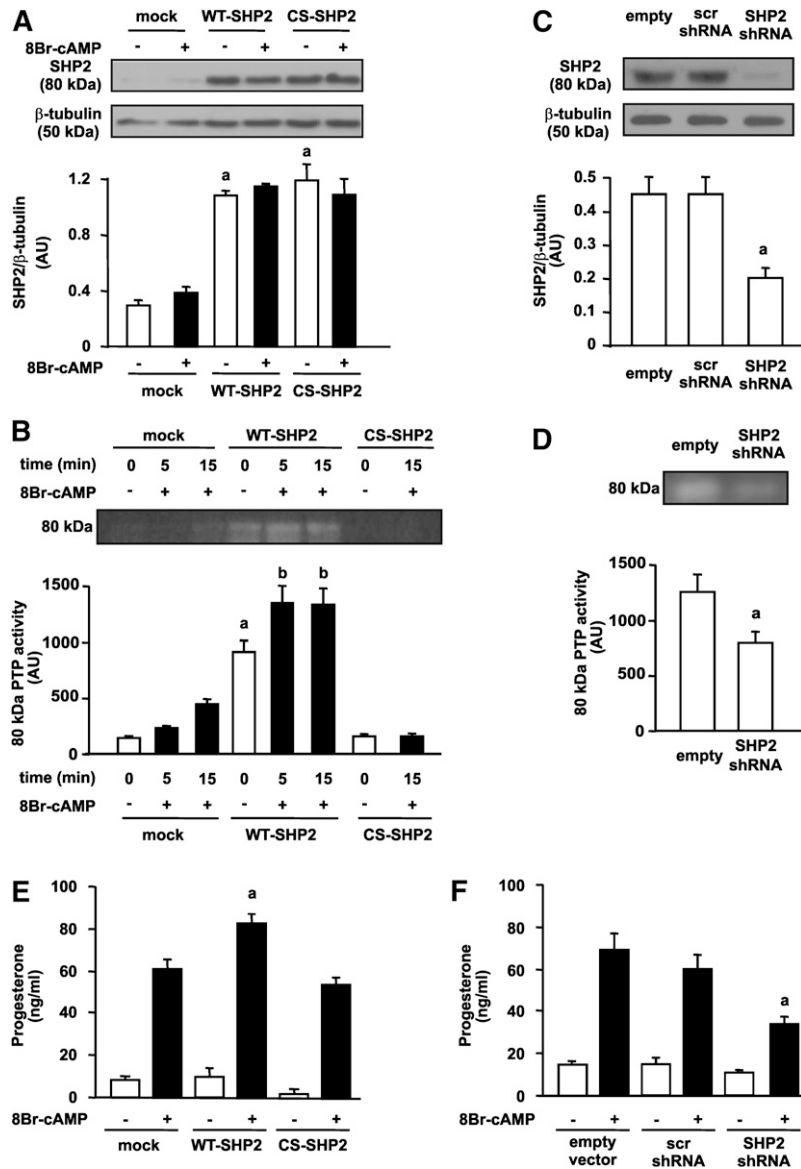 A
mock WT-SHP2 CS-SHP2
8Br-cAMP - + - + - +
SHP2
(80 kDa)
β-tubulin
(50 kDa)
a a
1.2
0.8
0.4
0
SHP2/β-tubulin
(AU)
8Br-cAMP - + - + - +
mock WT-SHP2 CS-SHP2
C
empty scr shRNA SHP2 shRNA
SHP2
(80 kDa)
β-tubulin
(50 kDa)
0.5
0.4
0.3
0.2
0.1
0
SHP2/β-tubulin
(AU)
a
empty scr shRNA SHP2 shRNA
B
mock WT-SHP2 CS-SHP2
time (min) 0 5 15 0 5 15 0 15
8Br-cAMP - + + - + + - +
80 kDa
1500
1000
500
0
80 kDa PTP activity
(AU)
a b b
time (min) 0 5 15 0 5 15 0 15
8Br-cAMP - + + - + + - +
mock WT-SHP2 CS-SHP2
D
empty SHP2 shRNA
80 kDa
1500
1000
500
0
80 kDa PTP activity
(AU)
a
empty SHP2 shRNA
E
100
80
60
40
20
0
Progesterone
(ng/ml)
a
8Br-cAMP - + - + - +
mock WT-SHP2 CS-SHP2
F
100
80
60
40
20
0
Progesterone
(ng/ml)
a
8Br-cAMP - + - + - +
empty vector scr shRNA SHP2 shRNA